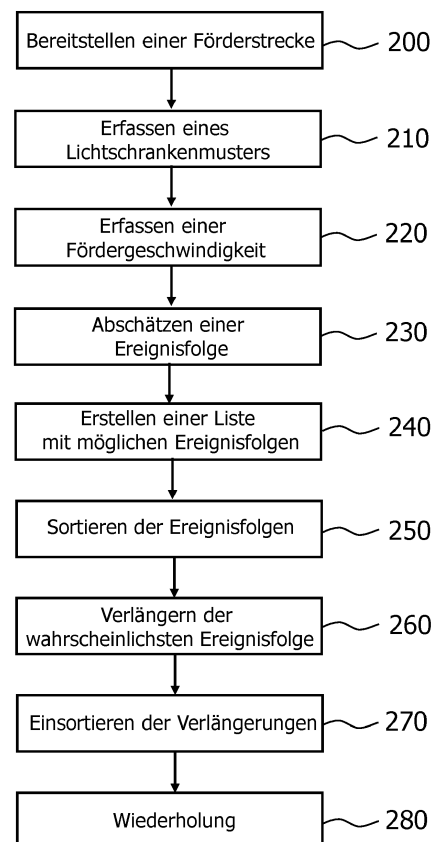 Bereitstellen einer Förderstrecke
200
Erfassen eines
Lichtschrankenmusters
210
Erfassen einer
Fördergeschwindigkeit
220
Abschätzen einer
Ereignisfolge
230
Erstellen einer Liste
mit möglichen Ereignisfolgen
240
Sortieren der Ereignisfolgen
250
Verlängern der
wahrscheinlichsten Ereignisfolge
260
Einsortieren der Verlängerungen
270
Wiederholung
280